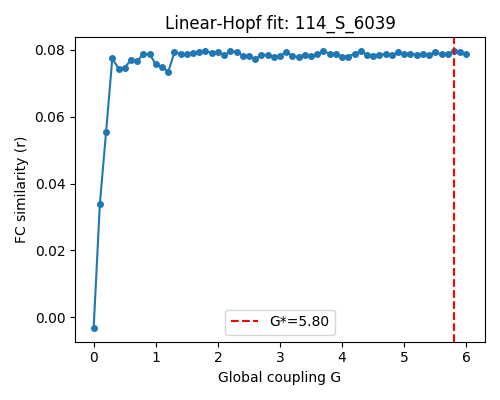 Linear-Hopf fit: 114_S_6039
FC similarity (r)
0.08
0.06
0.04
0.02
0.00
G*=5.80
0 1 2 3 4 5 6
Global coupling G